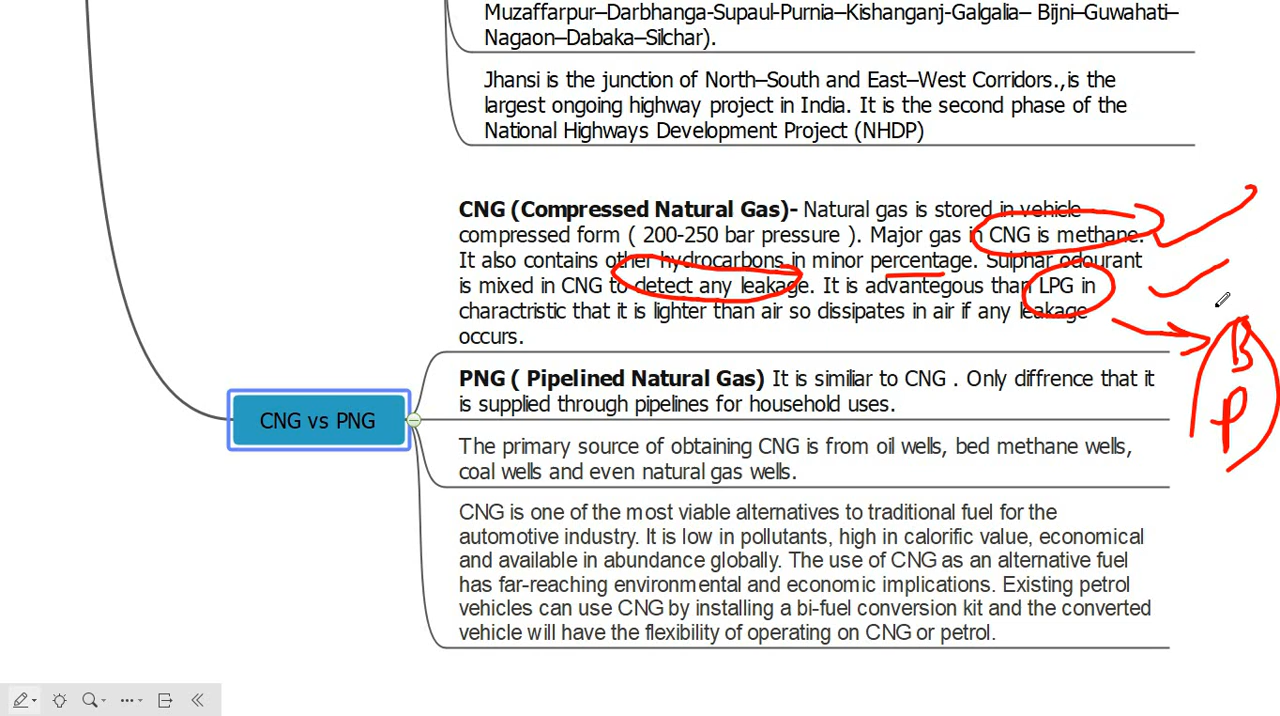 Muzaffarpur–Darbhanga-Supaul-Purnia–Kishanganj-Galgalia– Bijni–Guwahati–
Nagaon–Dabaka–Silchar).
Jhansi is the junction of North–South and East–West Corridors.,is the
largest ongoing highway project in India. It is the second phase of the
National Highways Development Project (NHDP)
CNG (Compressed Natural Gas)- Natural gas is stored in vehicle
compressed form ( 200-250 bar pressure ). Major gas in CNG is methane.
It also contains other hydrocarbons in minor percentage. Sulphar odourant
is mixed in CNG to detect any leakage. It is advantegous than LPG in
charactristic that it is lighter than air so dissipates in air if any leakage
occurs.
B
P
PNG ( Pipelined Natural Gas) It is similiar to CNG . Only diffrence that it
is supplied through pipelines for household uses.
CNG vs PNG
The primary source of obtaining CNG is from oil wells, bed methane wells,
coal wells and even natural gas wells.
CNG is one of the most viable alternatives to traditional fuel for the
automotive industry. It is low in pollutants, high in calorific value, economical
and available in abundance globally. The use of CNG as an alternative fuel
has far-reaching environmental and economic implications. Existing petrol
vehicles can use CNG by installing a bi-fuel conversion kit and the converted
vehicle will have the flexibility of operating on CNG or petrol.